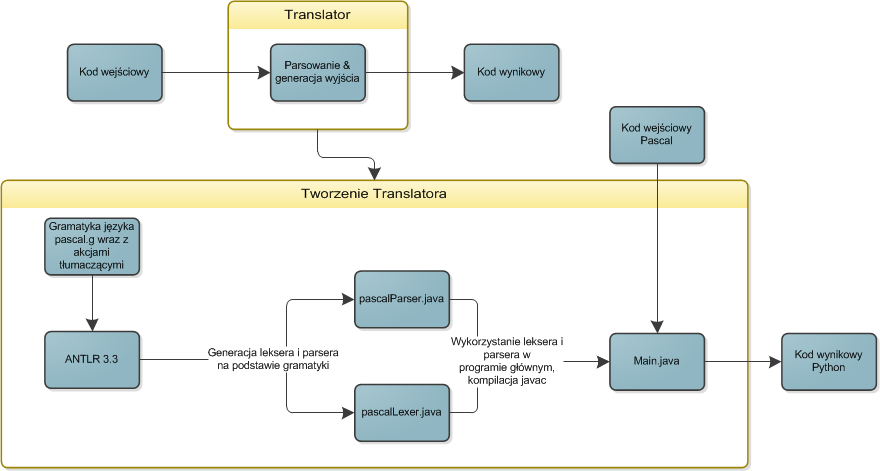 Translator
Kod wejściowy
Parsowanie &
generacja wyjścia
Kod wynikowy
Kod wejściowy
Pascal
Tworzenie Translatora
Gramatyka języka
pascal.g wraz z
akcjami
tłumaczącymi
ANTLR 3.3
Generacja leksera i parsera
na podstawie gramatyki
pascalParser.java
pascalLexer.java
Wykorzystanie leksera i
parsera w
programie głównym,
kompilacja javac
Main.java
Kod wynikowy
Python